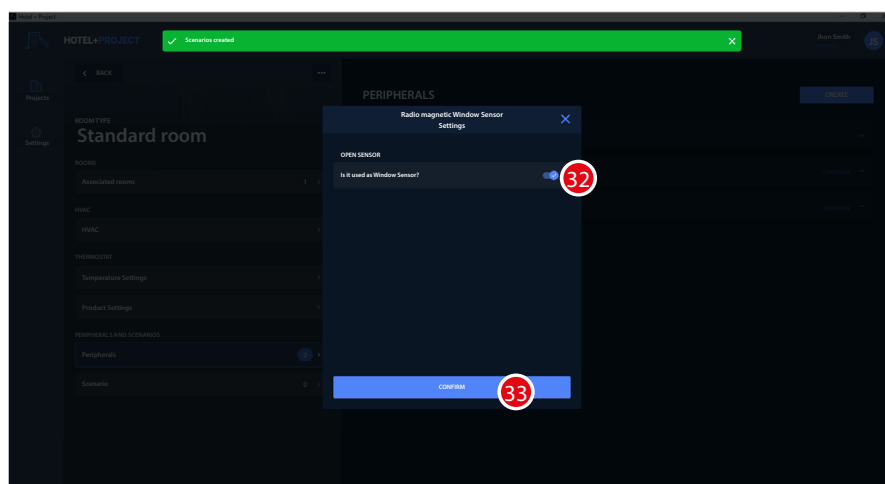 Hotel + Project
HOTEL+PROJECT
Scenarios created
Jhon Smith
JS
BACK
Projects
PERIPHERALS
CREATE
Radio magnetic Window Sensor
Settings
ROOM TYPE
Standard room
Settings
OPEN SENSOR
ROOMS
Is it used as Window Sensor?
32
Associated rooms
1
HVAC
HVAC
THERMOSTAT
Temperature Settings
Product Settings
PERIPHERALS AND SCENARIOS
Peripherals
2
Scenario
0
CONFIRM
33